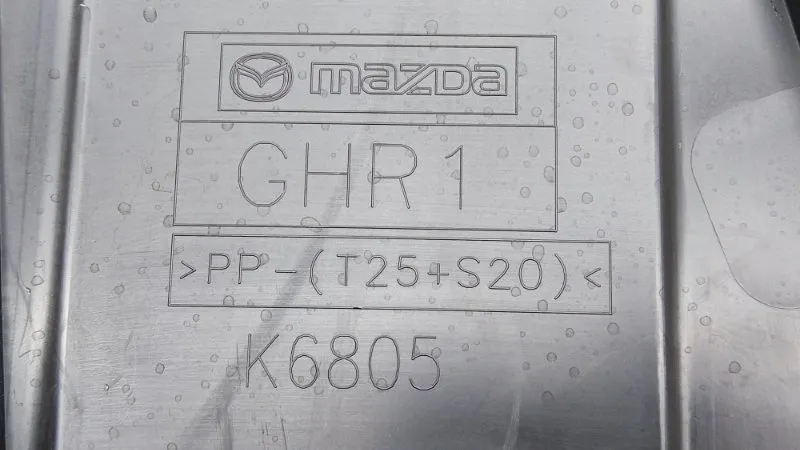 mazda
GHR1
>PP-(T25+S20)<
K6805